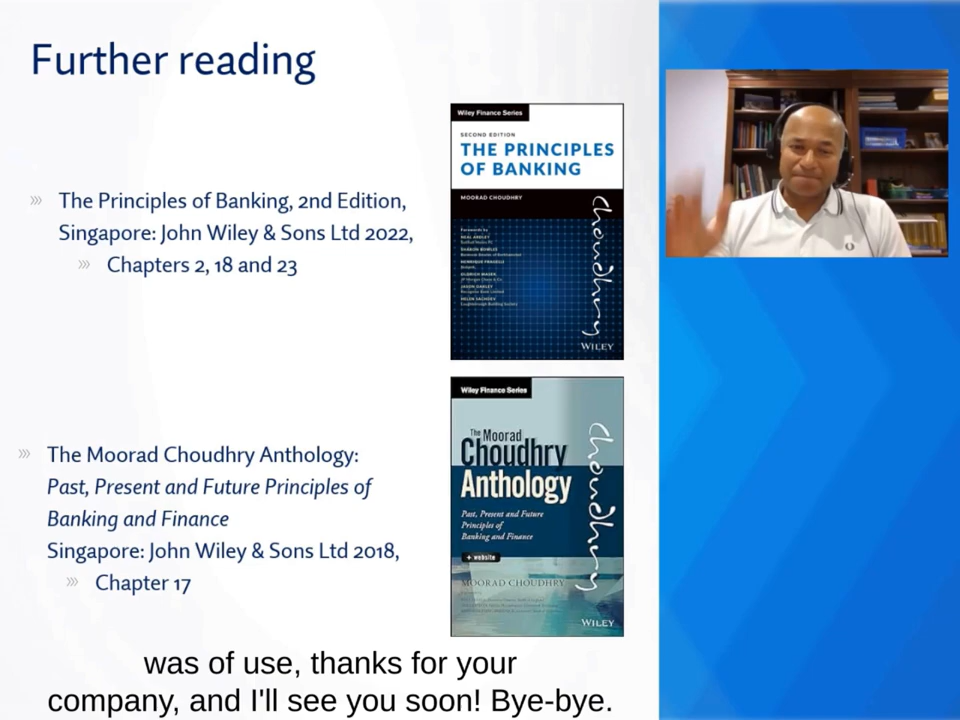 Further reading
The Principles of Banking, 2nd Edition,
Singapore: John Wiley & Sons Ltd 2022,
Chapters 2, 18 and 23
Wiley Finance Series
SECOND EDITION
THE PRINCIPLES
OF BANKING
MOORAD CHOUDHRY
Forewords by
choudhry
WILEY
The Moorad Choudhry Anthology:
Past, Present and Future Principles of
Banking and Finance
Singapore: John Wiley & Sons Ltd 2018,
Chapter 17
Wiley Finance Series
The Moorad
Choudhry
Anthology
Past, Present and Future
Principles of
Banking and Finance
+ website
MOORAD CHOUDHRY
choudhry
WILEY
was of use, thanks for your
company, and I'll see you soon! Bye-bye.